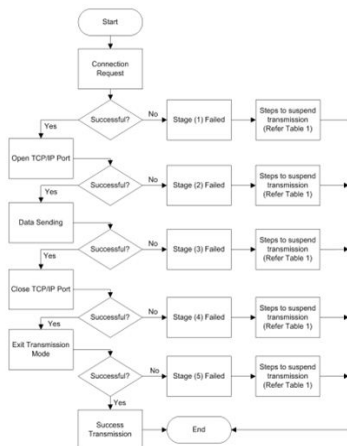 Start
Connection
Request
Successful?
No
Stage (1) Failed
Steps to suspend
transmission
(Refer Table 1)
Yes
Open TCP/IP Port
Successful?
No
Stage (2) Failed
Steps to suspend
transmission
(Refer Table 1)
Yes
Data Sending
Successful?
No
Stage (3) Failed
Steps to suspend
transmission
(Refer Table 1)
Yes
Close TCP/IP Port
Successful?
No
Stage (4) Failed
Steps to suspend
transmission
(Refer Table 1)
Yes
Exit Transmission
Mode
Successful?
No
Stage (5) Failed
Steps to suspend
transmission
(Refer Table 1)
Yes
Success
Transmission
End